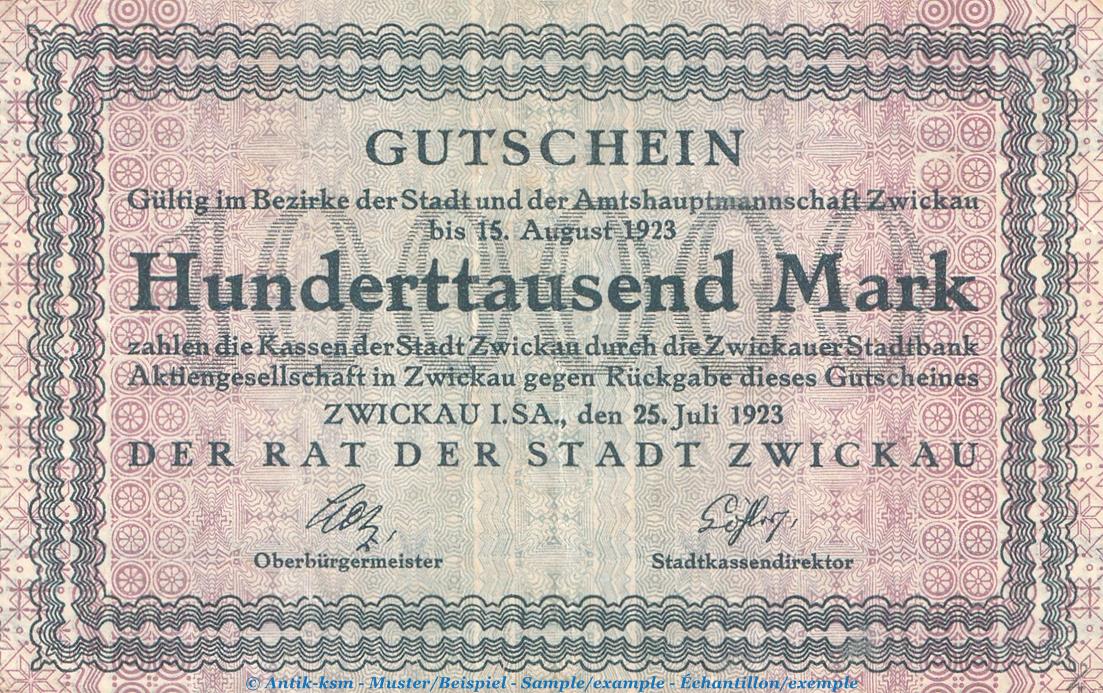 GUTSCHEIN
Gültig im Bezirke der Stadt und der Amtshauptmannschaft Zwickau
bis 15. August 1923
100000
Hunderttausend Mark
zahlen die Kassen der Stadt Zwickau durch die Zwickauer Stadtbank
Aktiengesellschaft in Zwickau gegen Rückgabe dieses Gutscheines
ZWICKAU I.SA., den 25. Juli 1923
DER RAT DER STADT ZWICKAU
Oberbürgermeister Stadtkassendirektor
© Antik-ksm - Muster/Beispiel - Sample/example - Échantillon/exemple